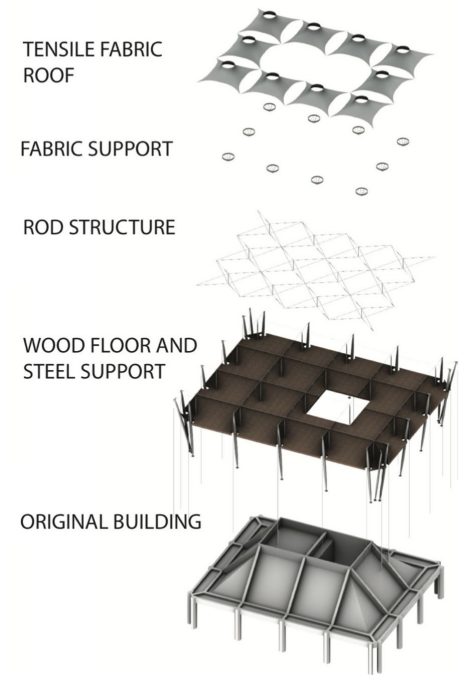 TENSILE FABRIC
ROOF
FABRIC SUPPORT
ROD STRUCTURE
WOOD FLOOR AND
STEEL SUPPORT
ORIGINAL BUILDING